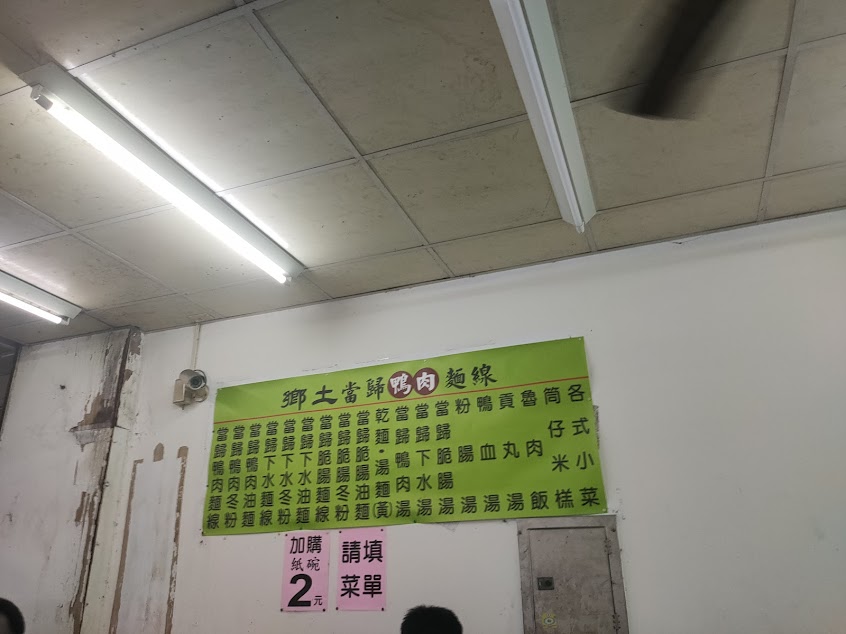 鄉土當歸鴨肉麵線
當歸鴨肉麵線
當歸鴨肉冬粉
當歸鴨肉油麵
當歸下水麵線
當歸下水冬粉
當歸下水油麵
當歸脆腸麵線
當歸脆腸冬粉
當歸脆腸油麵
乾麵・湯麵(黃)
當歸鴨肉湯
當歸下水湯
當歸脆腸湯
粉腸湯
鴨血湯
貢丸湯
魯肉飯
筒仔米榚
各式小菜
加購
紙碗
2元
請填
菜單